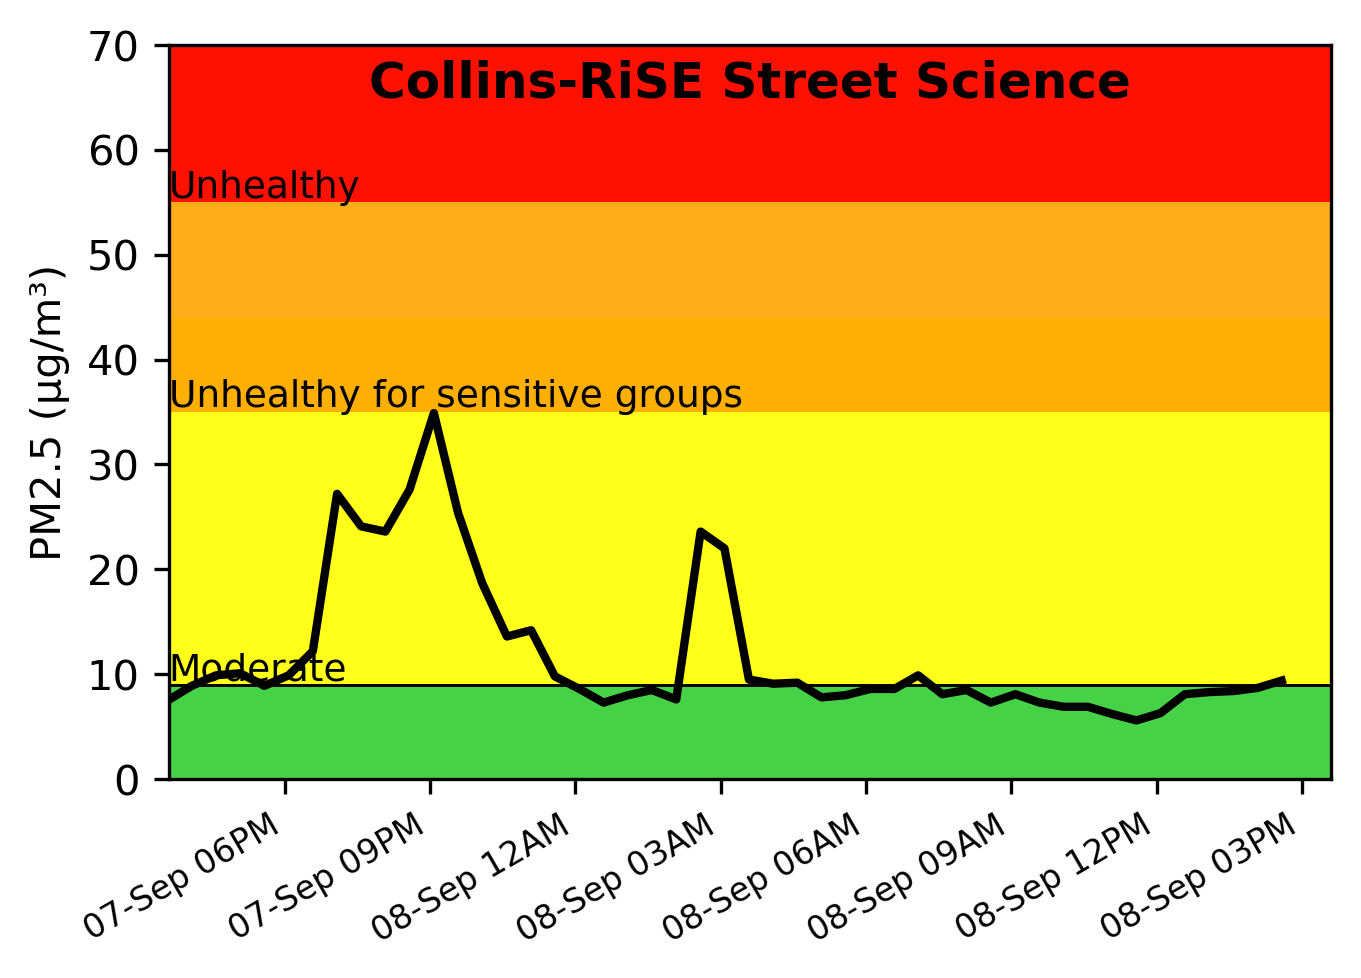 Collins-RiSE Street Science
70
60
Unhealthy
50
40
Unhealthy for sensitive groups
30
20
Moderate
10
0
PM2.5 (µg/m³)
07-Sep 06PM
07-Sep 09PM
08-Sep 12AM
08-Sep 03AM
08-Sep 06AM
08-Sep 09AM
08-Sep 12PM
08-Sep 03PM